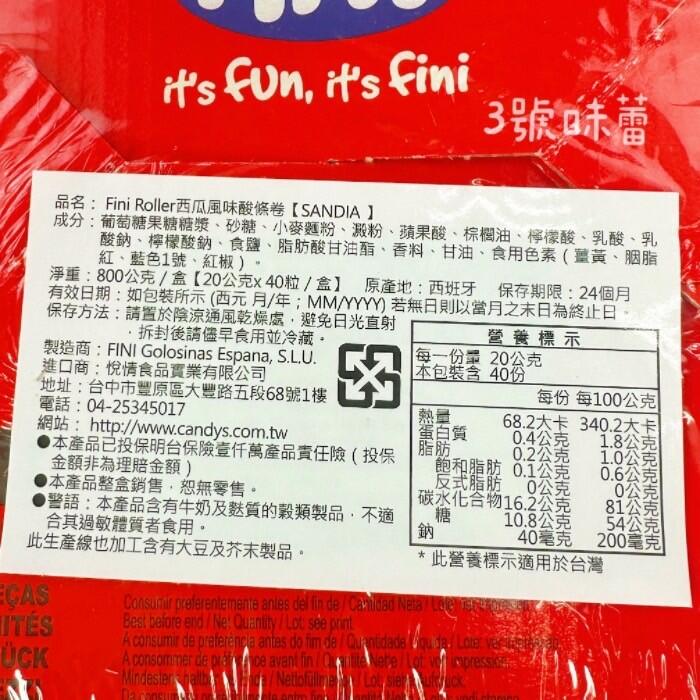 it's fun, it's fini
3號味蕾
品名：Fini Roller西瓜風味酸條卷【SANDIA】
成分：葡萄糖果糖糖漿、砂糖、小麥麵粉、澱粉、蘋果酸、棕櫚油、檸檬酸、乳酸、乳
酸鈉、檸檬酸鈉、食鹽、脂肪酸甘油酯、香料、甘油、食用色素（薑黃、胭脂
紅、藍色1號、紅椒）。
淨重：800公克/盒【20公克x 40粒/盒】 原產地：西班牙 保存期限：24個月
有效日期：如包裝所示 (西元 月/年；MM/YYYY) 若無日則以當月之末日為終止日。
保存方法：請置於陰涼通風乾燥處，避免日光直射
，拆封後請儘早食用並冷藏。
製造商：FINI Golosinas Espana, S.L.U.
進口商：悅情食品實業有限公司
地址：台中市豐原區大豐路五段68號1樓
電話：04-25345017
網站：http://www.candys.com.tw
●本產品已投保明台保險壹仟萬產品責任險（投保
金額非為理賠金額）
●本產品整盒銷售，恕無零售。
●警語：本產品含有牛奶及麩質的穀類製品，不適
合其過敏體質者食用。
此生產線也加工含有大豆及芥末製品。
營養標示
每一份量 20公克
本包裝含 40份
每份 每100公克
熱量 68.2大卡 340.2大卡
蛋白質 0.4公克 1.8公克
脂肪 0.2公克 1.0公克
飽和脂肪 0.1公克 0.6公克
反式脂肪 0公克 0公克
碳水化合物 16.2公克 81公克
糖 10.8公克 54公克
鈉 40毫克 200毫克
* 此營養標示適用於台灣
Consumir preferentemente antes del fin de / Cantidad Neta /
Best before end / Net Quantity / Lot: see print
A consumir de preferência antes do fim de / Quantidade
A consommer de préférence avant fin / Quantité Nette / Lot: voir impression
Mindestens haltbar / Nettofüllmenge / Lot: siehe Aufdruck.